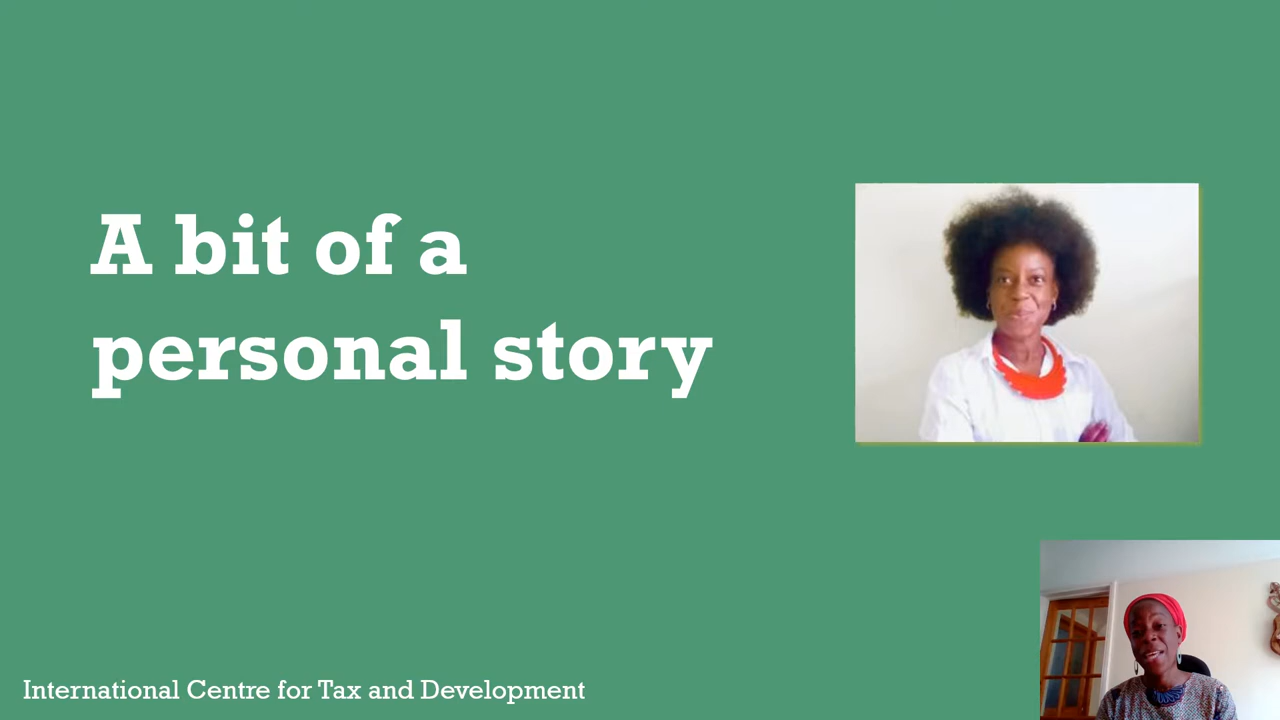 A bit of a
personal story
International Centre for Tax and Development